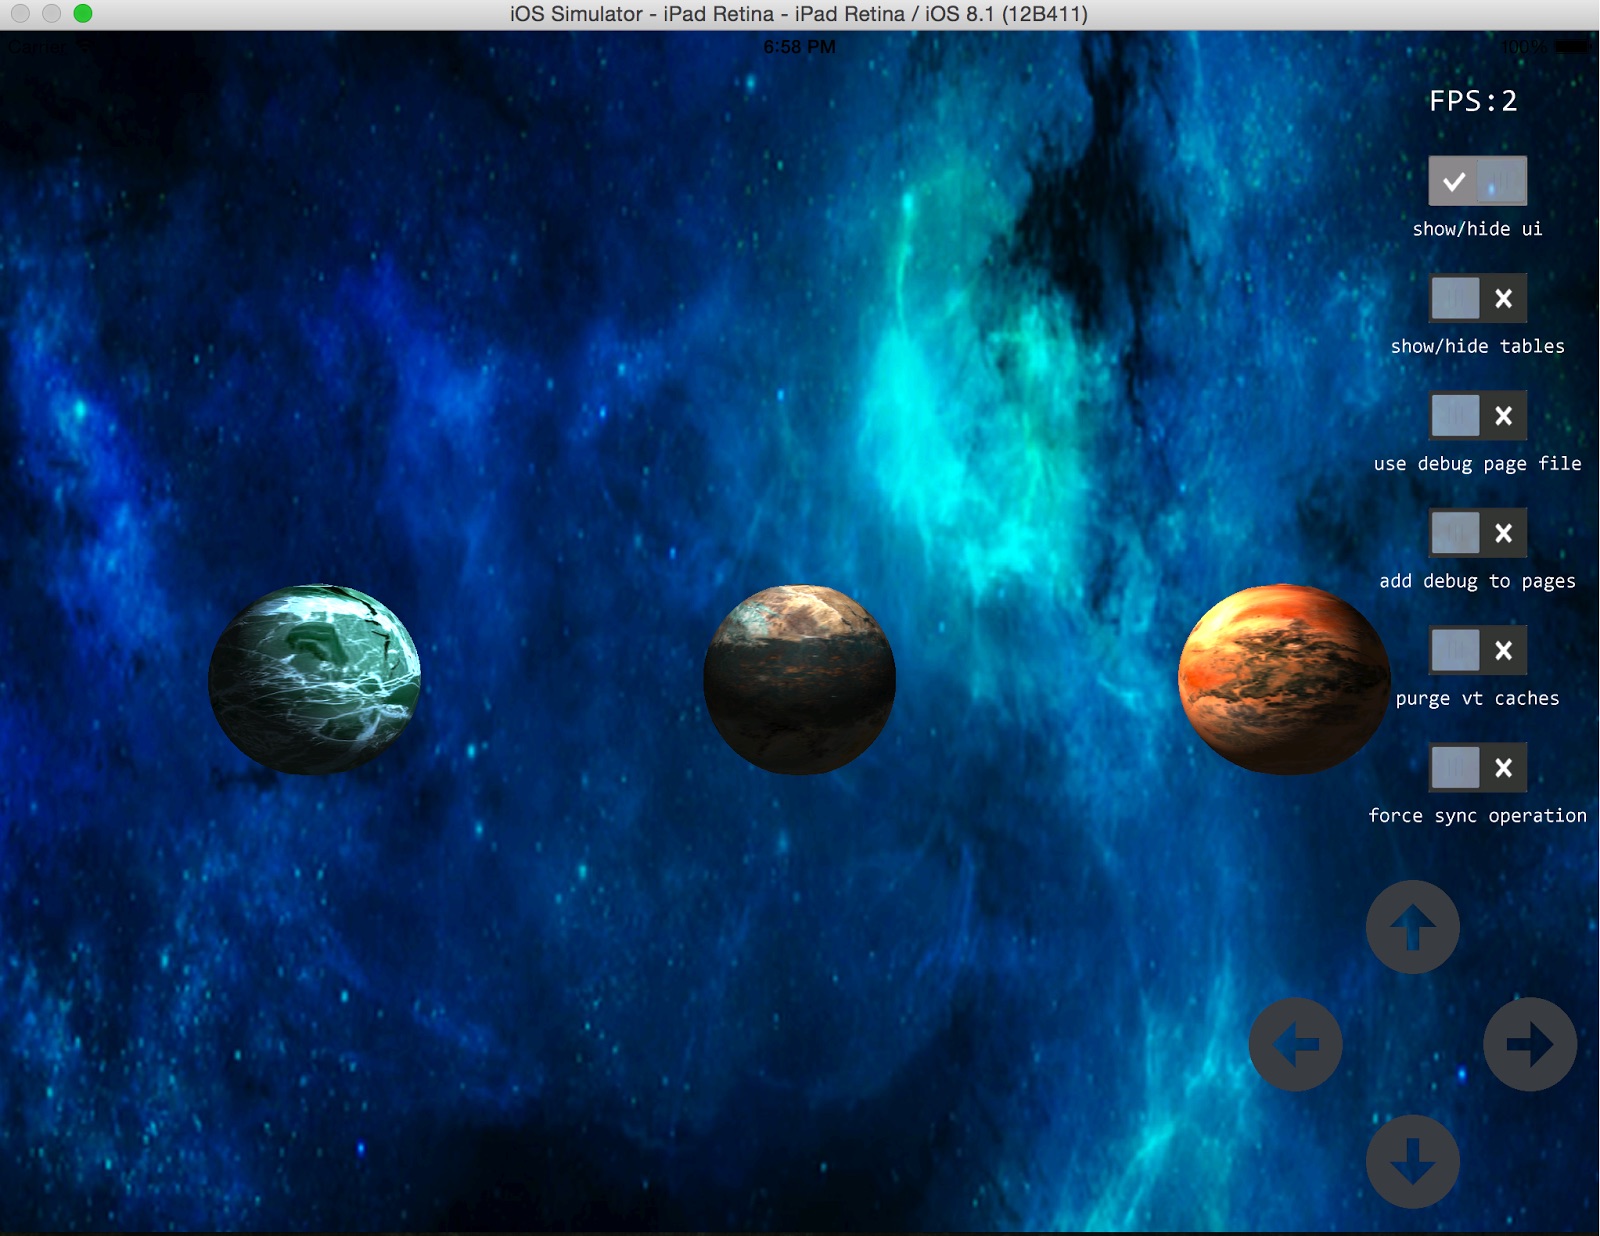 iOS Simulator - iPad Retina - iPad Retina / iOS 8.1 (12B411)
Carrier 6:58 PM 100%
FPS:2
show/hide ui
show/hide tables
use debug page file
add debug to pages
purge vt caches
force sync operation